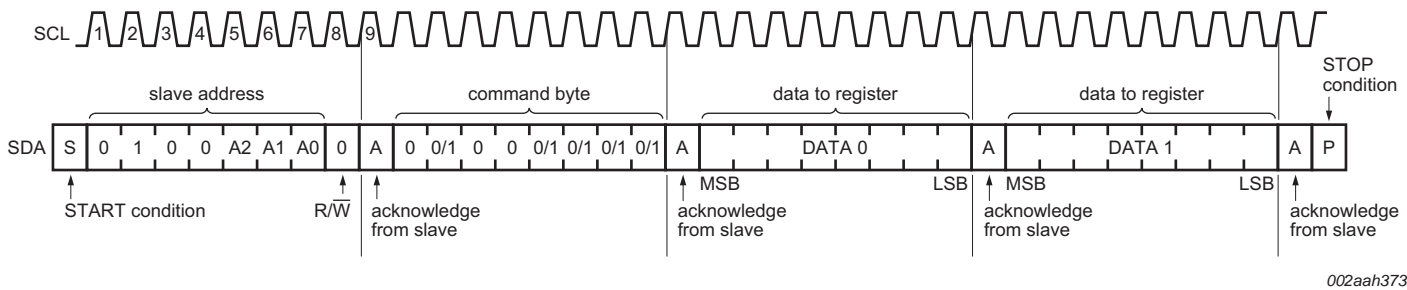 SCL 1 2 3 4 5 6 7 8 9
STOP
condition
slave address command byte data to register data to register
SDA S 0 1 0 0 A2 A1 A0 0 A 0 0/1 0 0 0/1 0/1 0/1 0/1 A DATA 0 A DATA 1 A P
MSB LSB MSB LSB
START condition R/W̅ acknowledge acknowledge acknowledge acknowledge
from slave from slave from slave from slave
002aah373